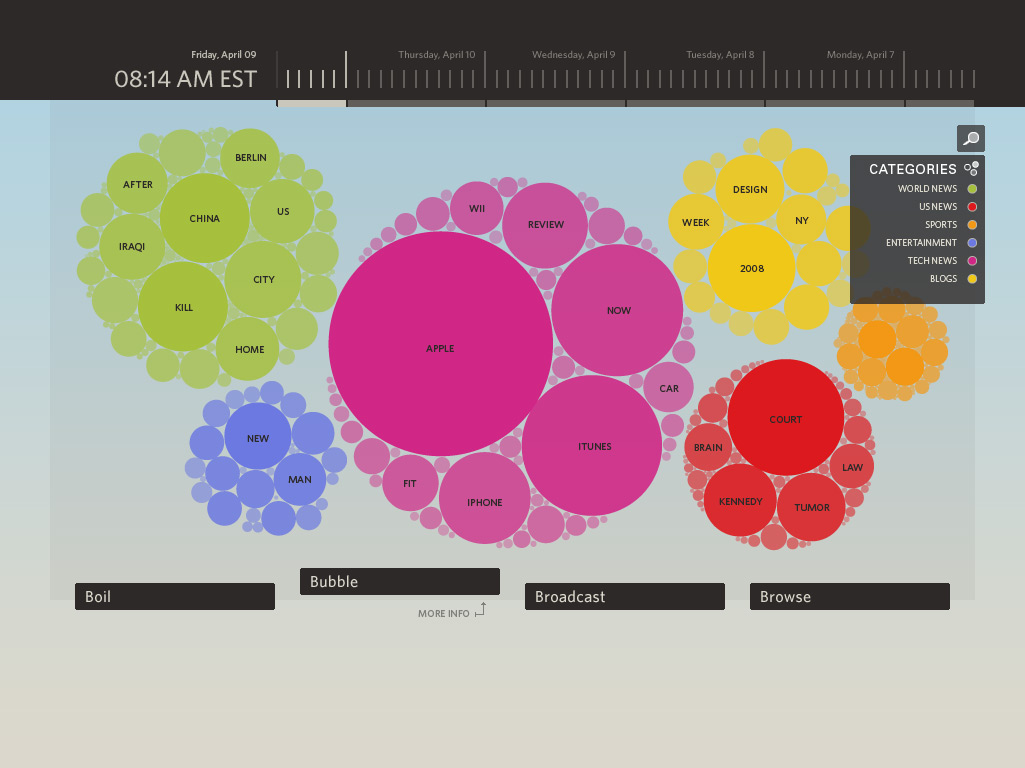 Friday, April 09
Thursday, April 10
Wednesday, April 9
Tuesday, April 8
Monday, April 7
08:14 AM EST
CATEGORIES
WORLD NEWS
US NEWS
SPORTS
ENTERTAINMENT
TECH NEWS
BLOGS
BERLIN
AFTER
CHINA
US
IRAQI
CITY
KILL
HOME
NEW
MAN
WII
REVIEW
NOW
APPLE
CAR
ITUNES
FIT
IPHONE
DESIGN
WEEK
NY
2008
COURT
BRAIN
LAW
KENNEDY
TUMOR
Boil
Bubble
Broadcast
Browse
MORE INFO